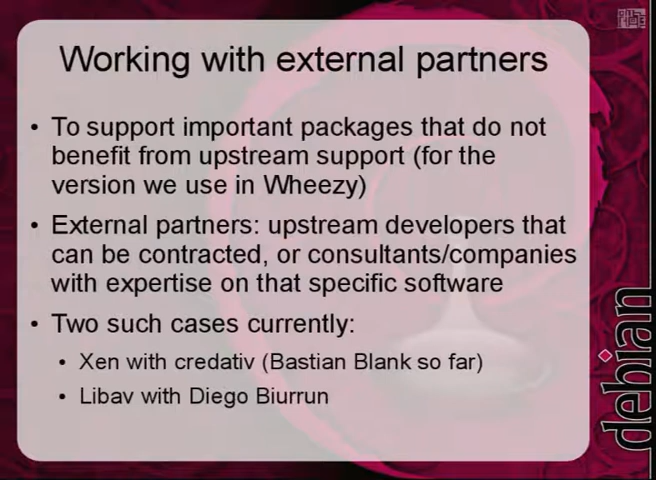 Working with external partners
• To support important packages that do not
benefit from upstream support (for the
version we use in Wheezy)
• External partners: upstream developers that
can be contracted, or consultants/companies
with expertise on that specific software
• Two such cases currently:
• Xen with credativ (Bastian Blank so far)
• Libav with Diego Biurrun
debian